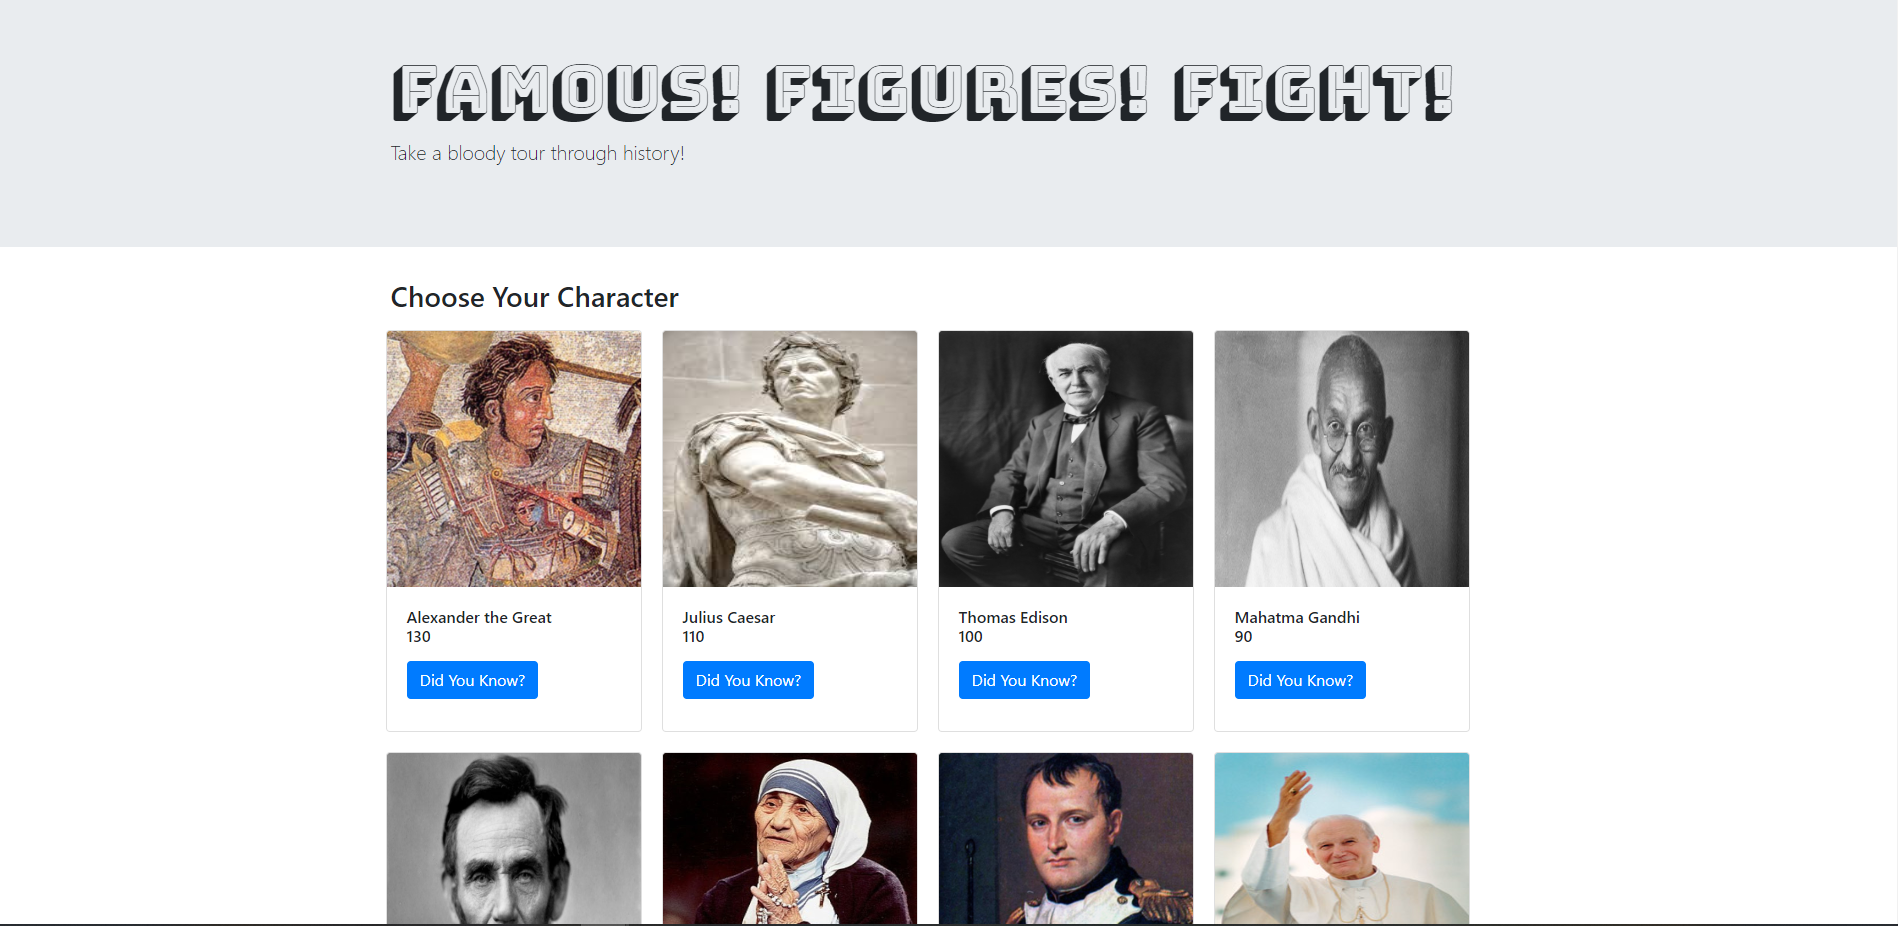 FAMOUS! FIGURES! FIGHT!
Take a bloody tour through history!
Choose Your Character
Alexander the Great
130
Did You Know?
Julius Caesar
110
Did You Know?
Thomas Edison
100
Did You Know?
Mahatma Gandhi
90
Did You Know?